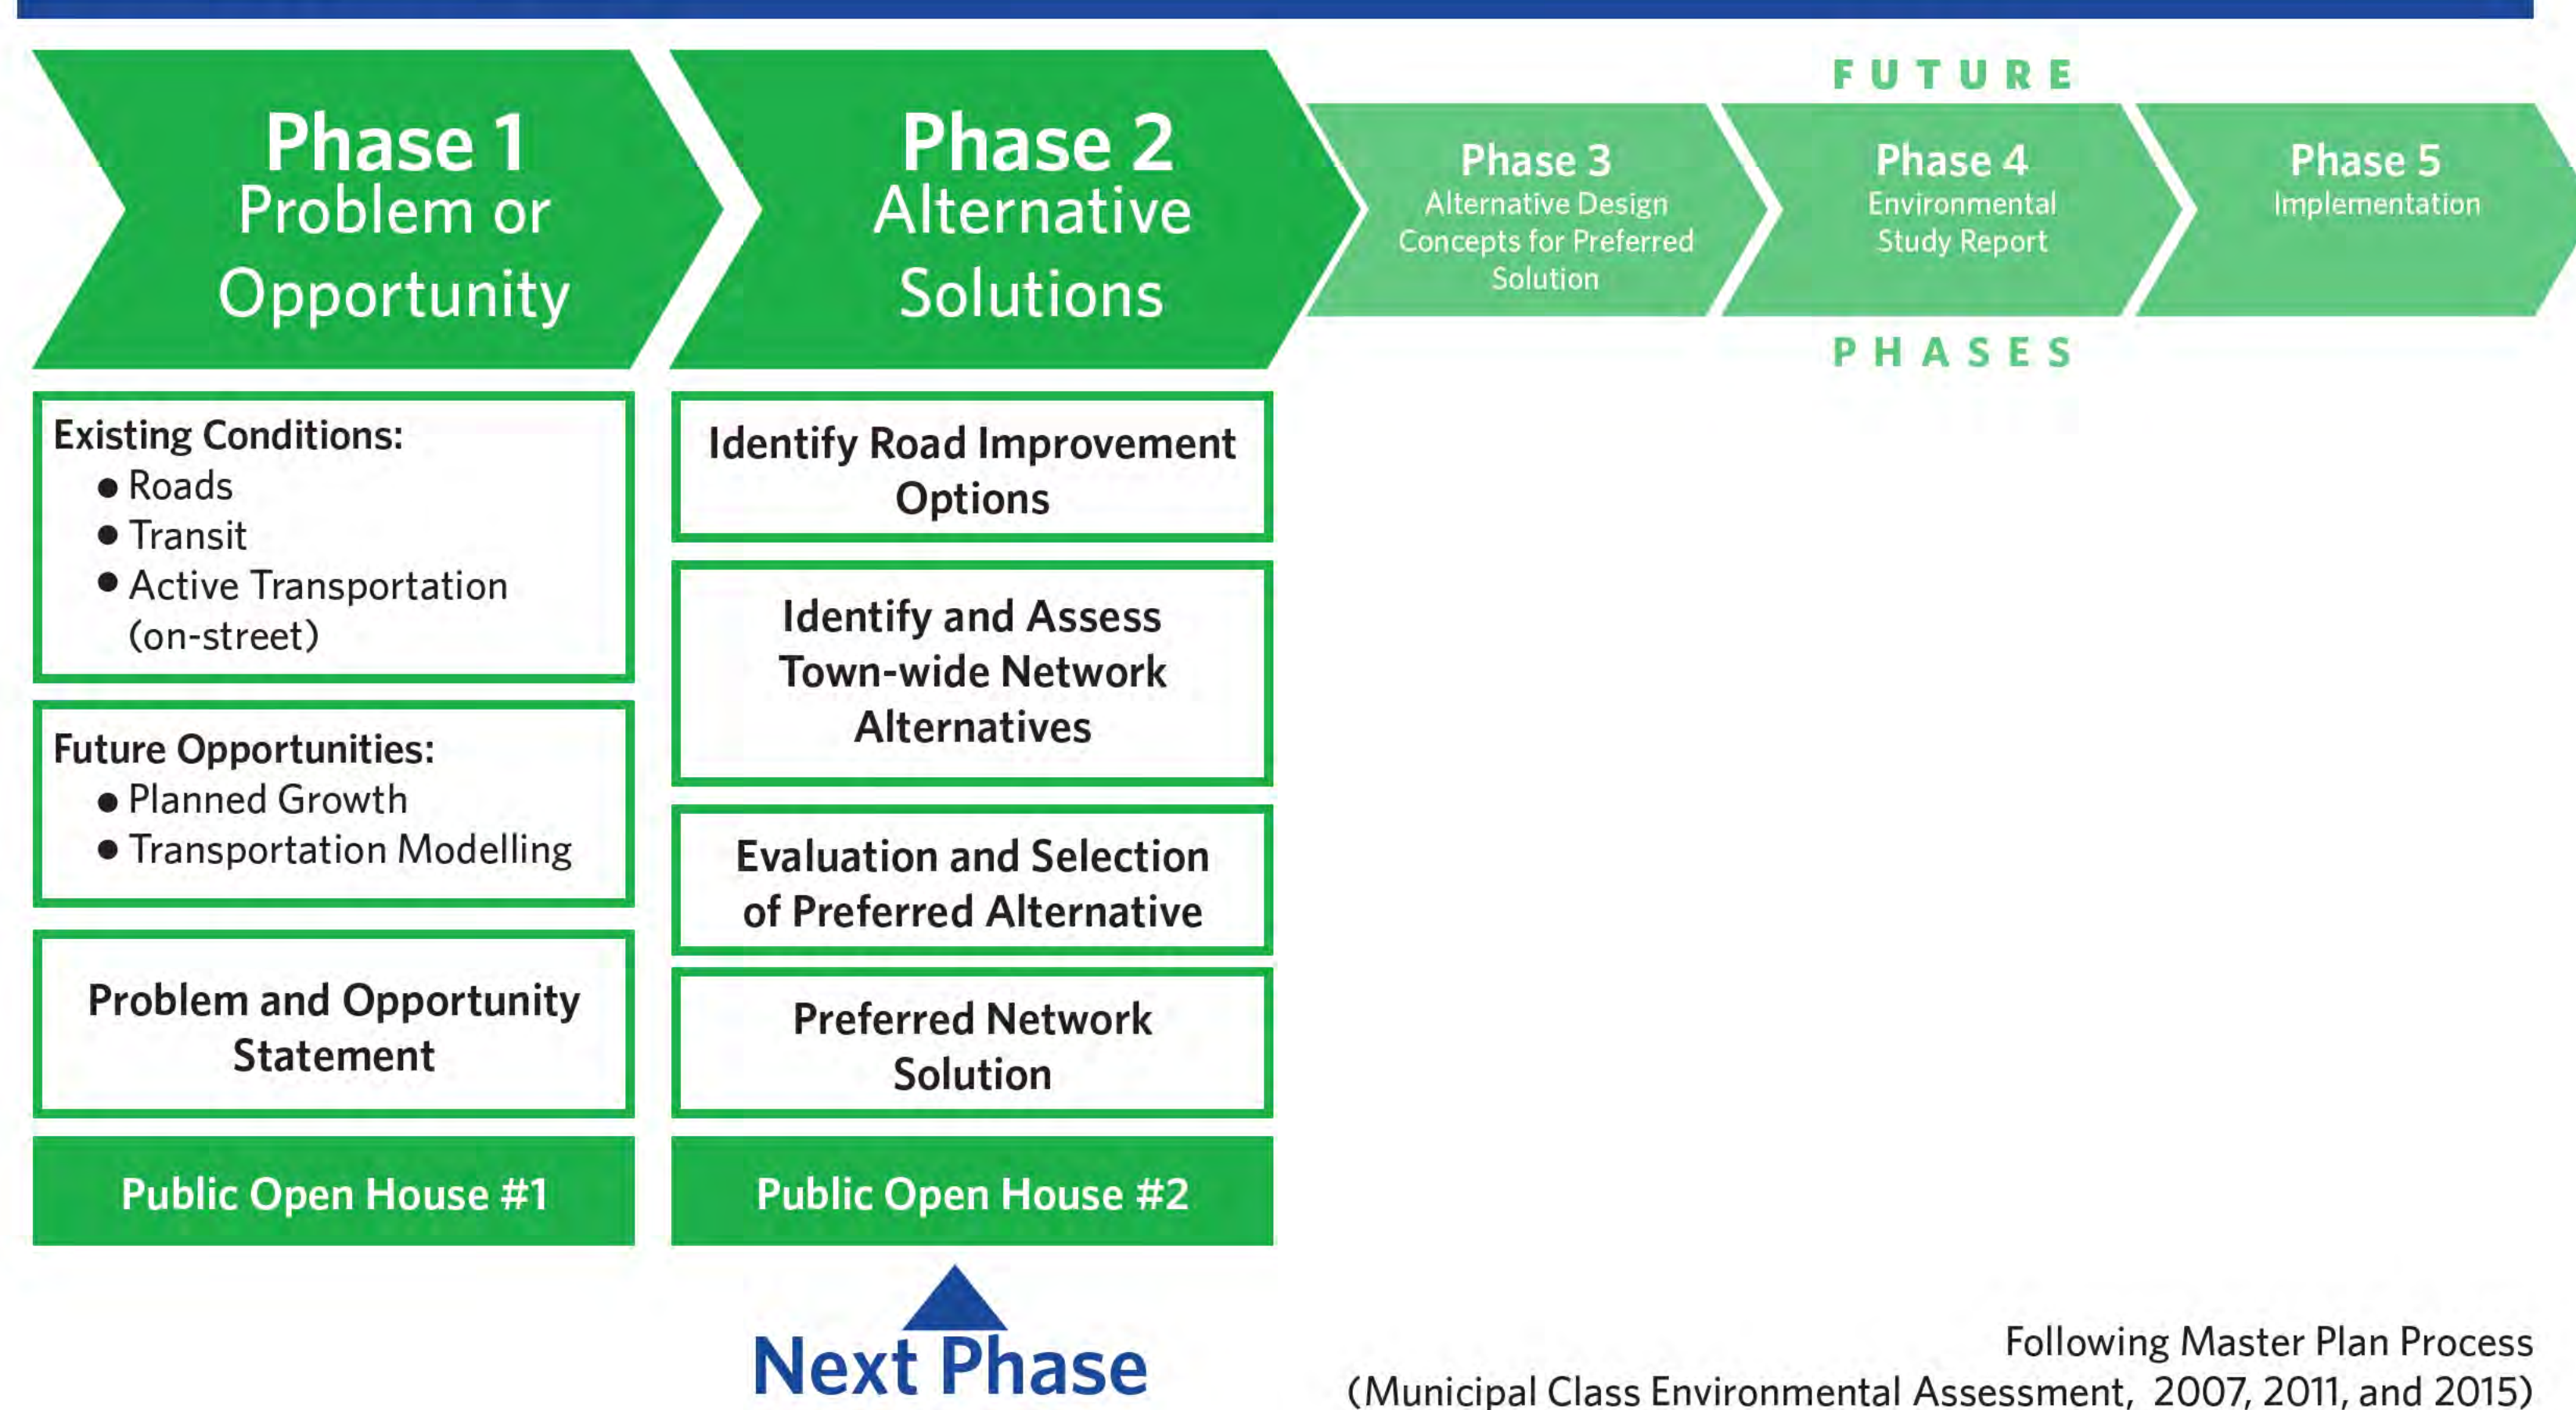 Phase 1
Problem or
Opportunity
Phase 2
Alternative
Solutions
FUTURE
Phase 3
Alternative Design
Concepts for Preferred
Solution
Phase 4
Environmental
Study Report
Phase 5
Implementation
PHASES
Existing Conditions:
• Roads
• Transit
• Active Transportation
(on-street)
Future Opportunities:
• Planned Growth
• Transportation Modelling
Problem and Opportunity
Statement
Public Open House #1
Identify Road Improvement
Options
Identify and Assess
Town-wide Network
Alternatives
Evaluation and Selection
of Preferred Alternative
Preferred Network
Solution
Public Open House #2
Next Phase
Following Master Plan Process
(Municipal Class Environmental Assessment, 2007, 2011, and 2015)